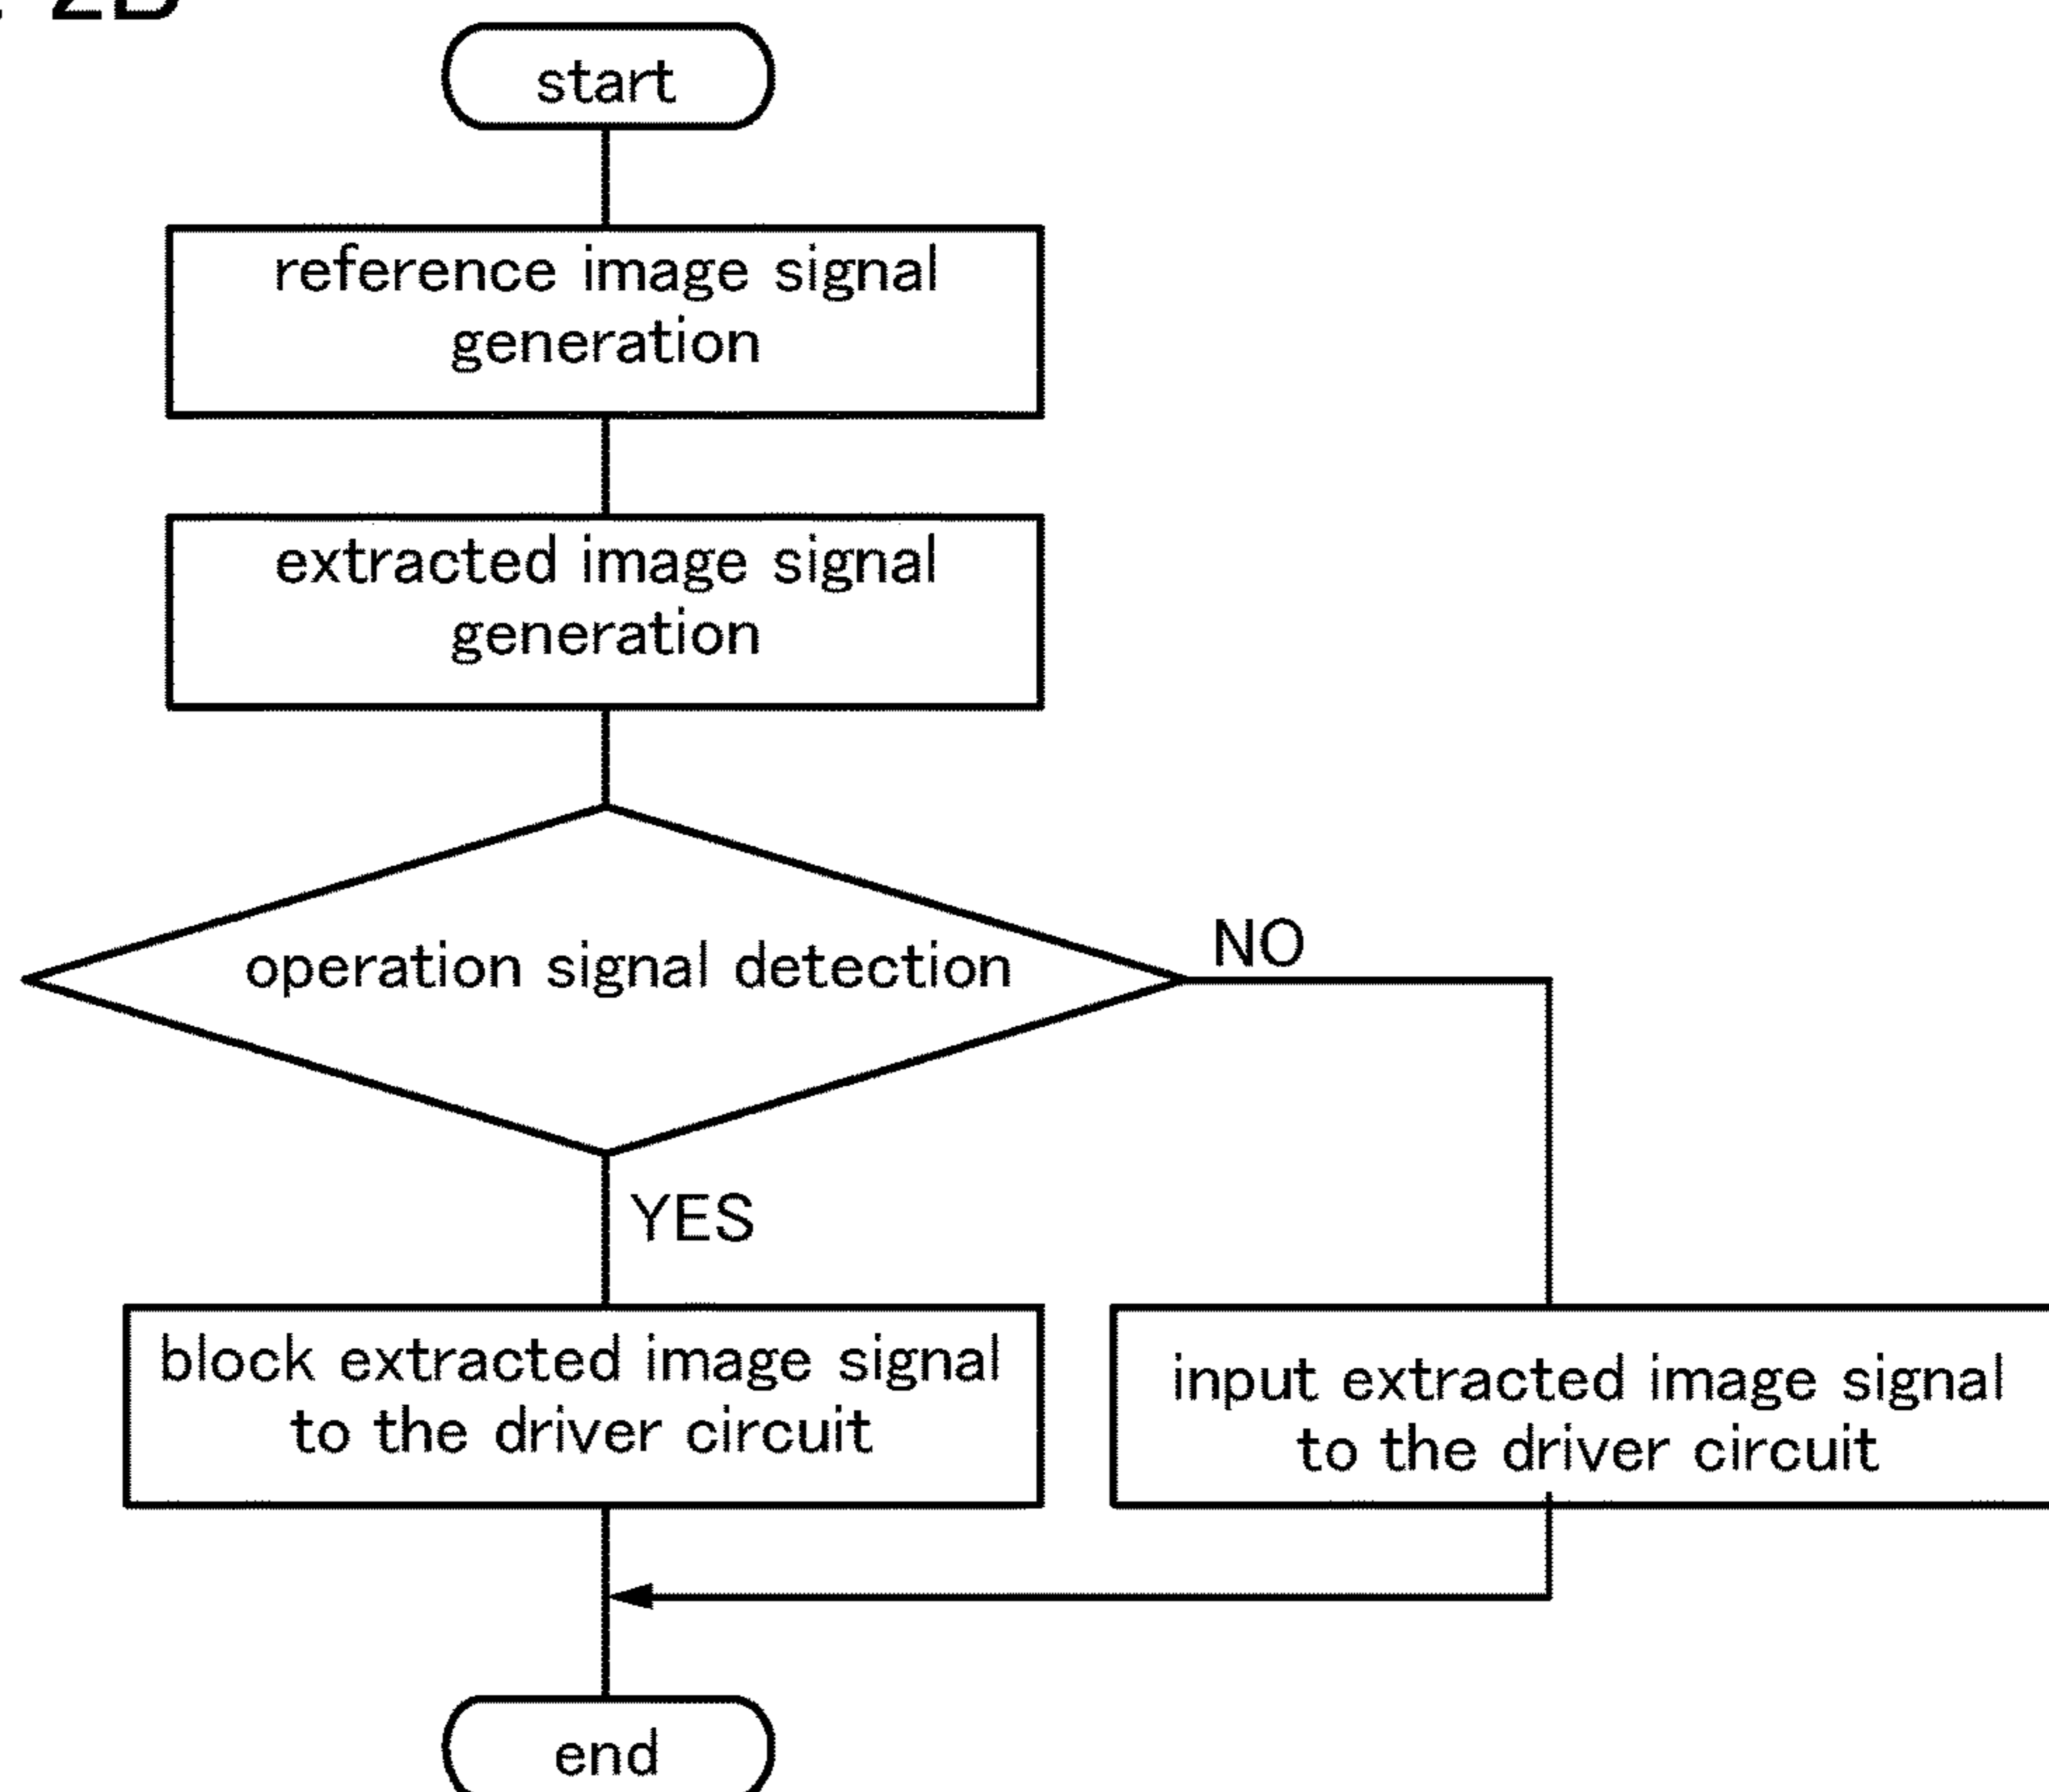 2B
start
reference image signal
generation
extracted image signal
generation
operation signal detection
NO
YES
block extracted image signal
to the driver circuit
input extracted image signal
to the driver circuit
end